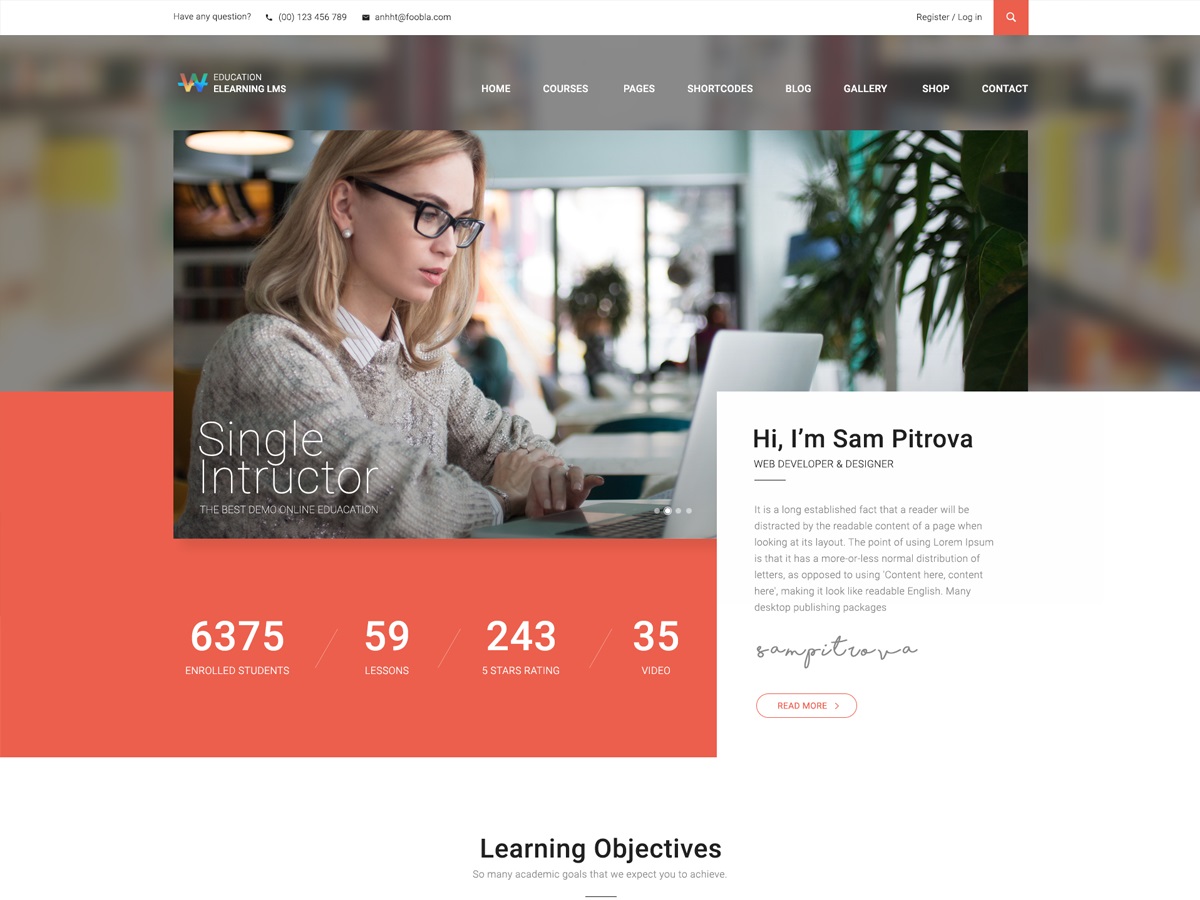 Have any question? (00) 123 456 789 anhht@foobla.com Register / Log in
EDUCATION
ELEARNING LMS
HOME COURSES PAGES SHORTCODES BLOG GALLERY SHOP CONTACT
Single
Intructor
THE BEST DEMO ONLINE EDUACATION
Hi, I’m Sam Pitrova
WEB DEVELOPER & DESIGNER
It is a long established fact that a reader will be
distracted by the readable content of a page when
looking at its layout. The point of using Lorem Ipsum
is that it has a more-or-less normal distribution of
letters, as opposed to using 'Content here, content
here', making it look like readable English. Many
desktop publishing packages
sampitrova
READ MORE
6375 59 243 35
ENROLLED STUDENTS LESSONS 5 STARS RATING VIDEO
Learning Objectives
So many academic goals that we expect you to achieve.